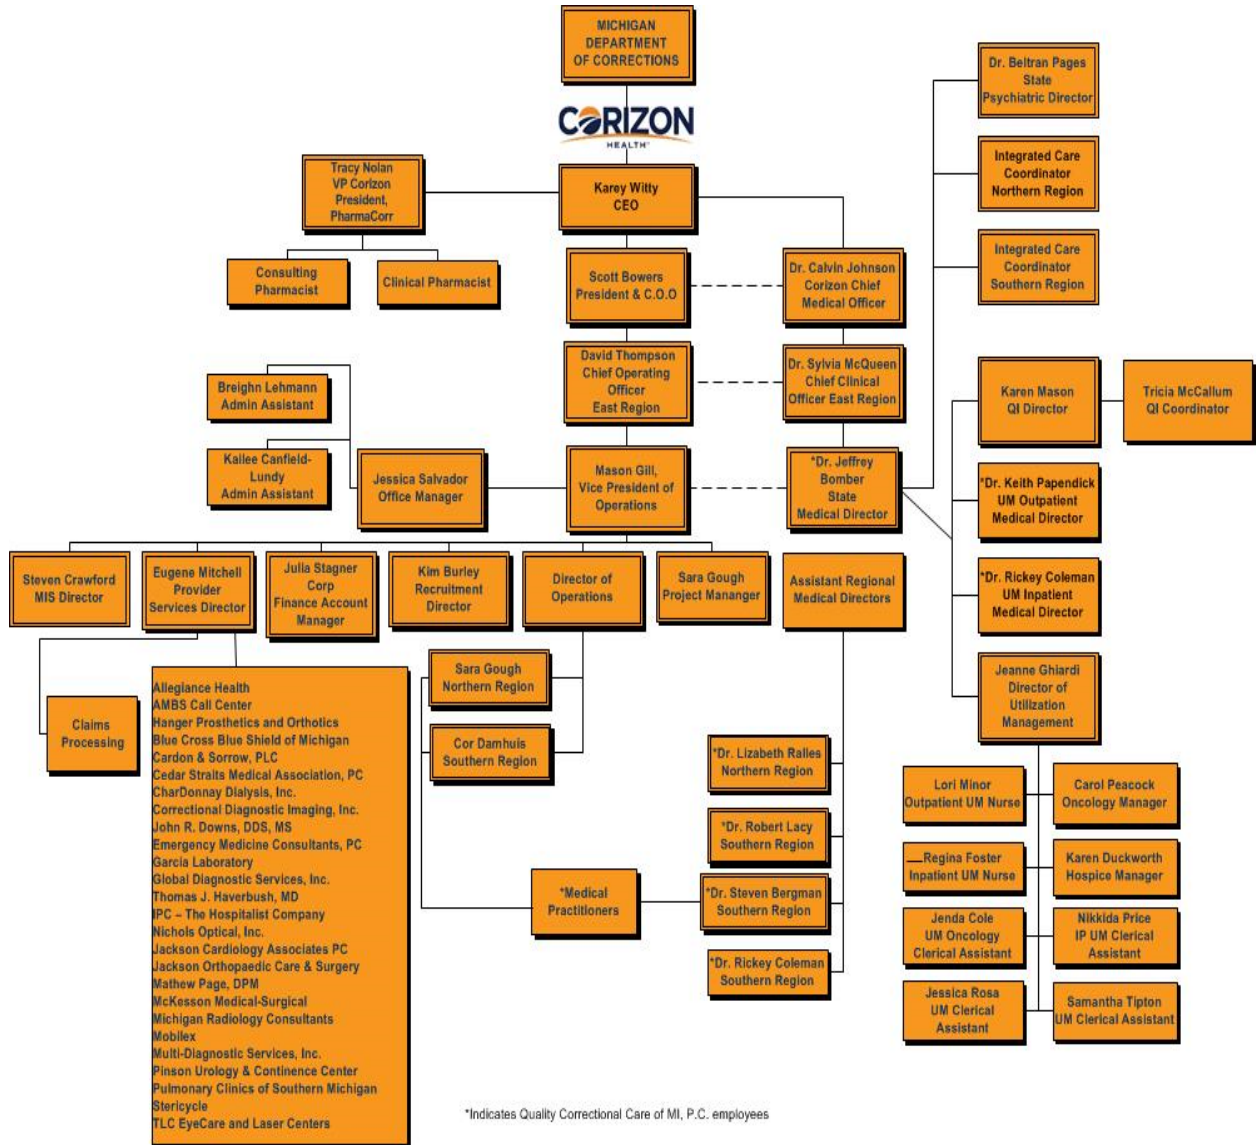 MICHIGAN
DEPARTMENT
OF CORRECTIONS
CORIZON
HEALTH
Tracy Nolan
VP Corizon
President,
PharmaCorr
Karey Witty
CEO
Dr. Beltran Pages
State
Psychiatric Director
Integrated Care
Coordinator
Northern Region
Integrated Care
Coordinator
Southern Region
Consulting
Pharmacist
Clinical Pharmacist
Scott Bowers
President & C.O.O
Dr. Calvin Johnson
Corizon Chief
Medical Officer
David Thompson
Chief Operating
Officer
East Region
Dr. Sylvia McQueen
Chief Clinical
Officer East Region
Karen Mason
QI Director
Tricia McCallum
QI Coordinator
Breighn Lehmann
Admin Assistant
Kailee Canfield-
Lundy
Admin Assistant
Jessica Salvador
Office Manager
Mason Gill,
Vice President of
Operations
*Dr. Jeffrey
Bomber
State
Medical Director
*Dr. Keith Papendick
UM Outpatient
Medical Director
*Dr. Rickey Coleman
UM Inpatient
Medical Director
Jeanne Ghiardi
Director of
Utilization
Management
Steven Crawford
MIS Director
Eugene Mitchell
Provider
Services Director
Julia Stagner
Corp
Finance Account
Manager
Kim Burley
Recruitment
Director
Director of
Operations
Sara Gough
Project Mananger
Assistant Regional
Medical Directors
Claims
Processing
Allegiance Health
AMBS Call Center
Hanger Prosthetics and Orthotics
Blue Cross Blue Shield of Michigan
Cardon & Sorrow, PLC
Cedar Straits Medical Association, PC
CharDonnay Dialysis, Inc.
Correctional Diagnostic Imaging, Inc.
John R. Downs, DDS, MS
Emergency Medicine Consultants, PC
Garcia Laboratory
Global Diagnostic Services, Inc.
Thomas J. Haverbush, MD
IPC – The Hospitalist Company
Nichols Optical, Inc.
Jackson Cardiology Associates PC
Jackson Orthopaedic Care & Surgery
Mathew Page, DPM
McKesson Medical-Surgical
Michigan Radiology Consultants
Mobilex
Multi-Diagnostic Services, Inc.
Pinson Urology & Continence Center
Pulmonary Clinics of Southern Michigan
Stericycle
TLC EyeCare and Laser Centers
Sara Gough
Northern Region
Cor Damhuis
Southern Region
*Medical
Practitioners
*Dr. Lizabeth Ralles
Northern Region
*Dr. Robert Lacy
Southern Region
*Dr. Steven Bergman
Southern Region
*Dr. Rickey Coleman
Southern Region
Lori Minor
Outpatient UM Nurse
Carol Peacock
Oncology Manager
Regina Foster
Inpatient UM Nurse
Karen Duckworth
Hospice Manager
Jenda Cole
UM Oncology
Clerical Assistant
Nikkida Price
IP UM Clerical
Assistant
Jessica Rosa
UM Clerical
Assistant
Samantha Tipton
UM Clerical Assistant
*Indicates Quality Correctional Care of MI, P.C. employees